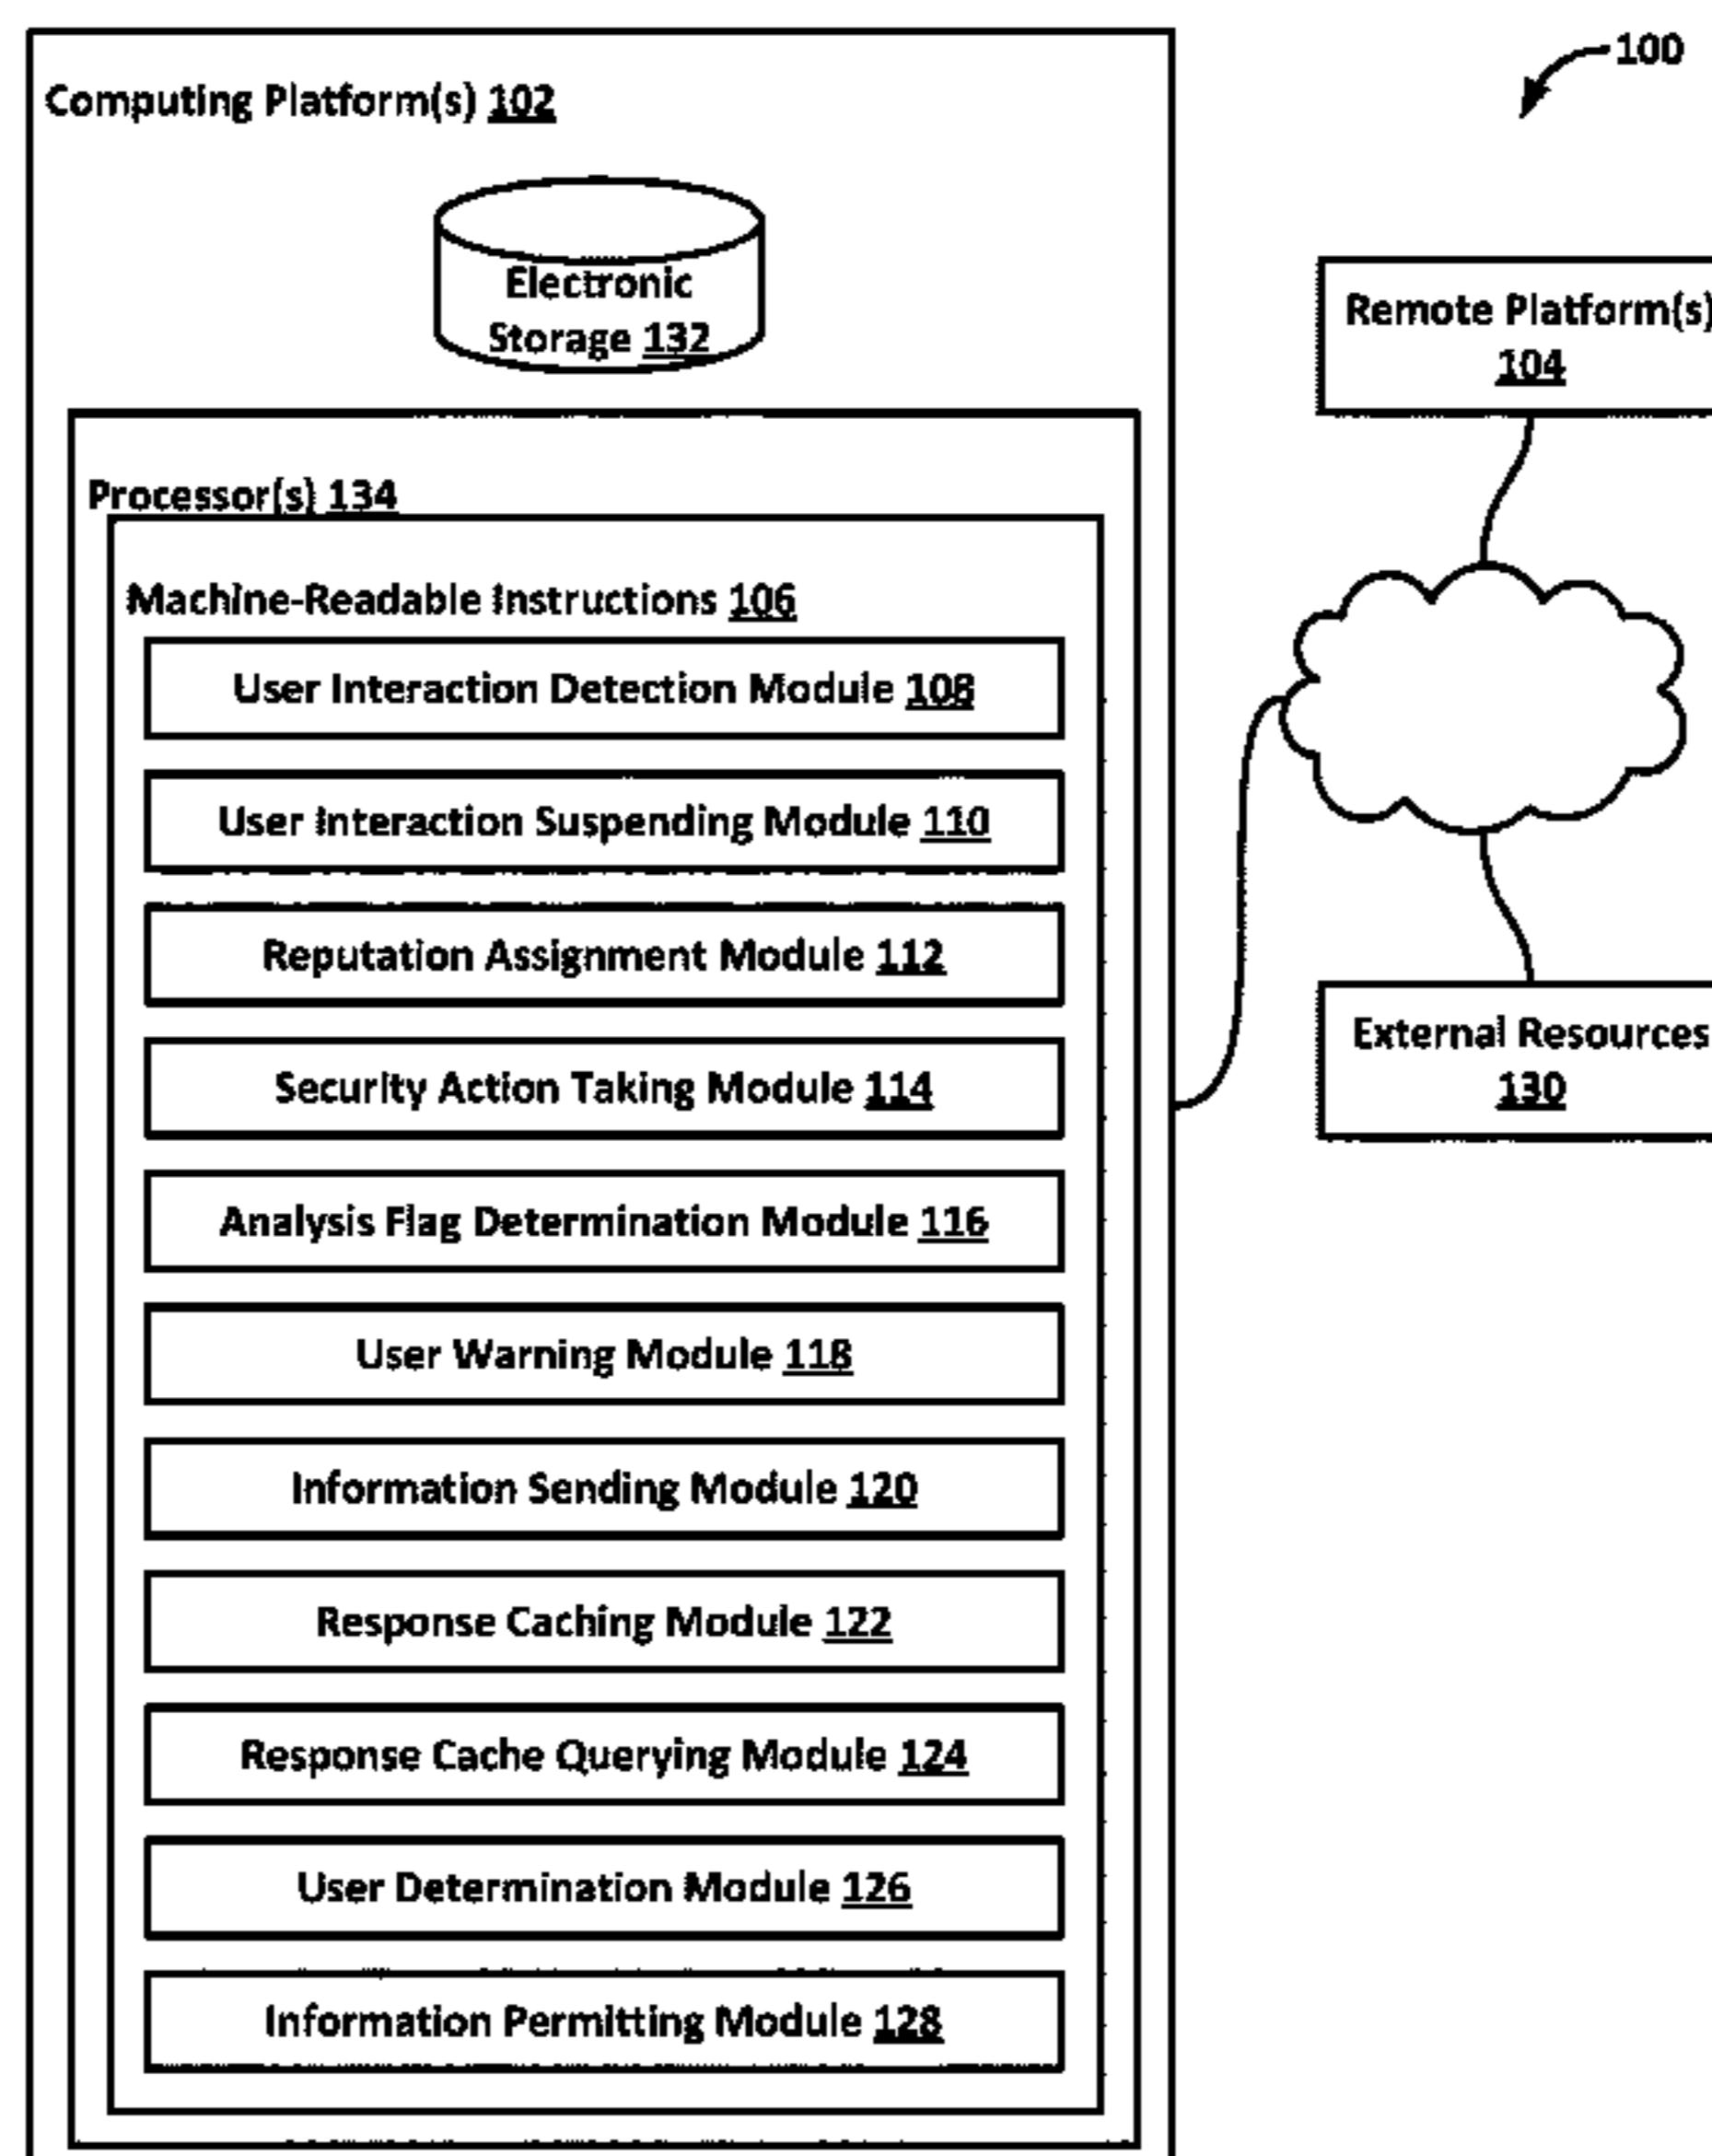 100
Computing Platform(s) 102
Electronic
Storage 132
Remote Platform(s)
104
Processor(s) 134
Machine-Readable Instructions 106
User Interaction Detection Module 108
User Interaction Suspending Module 110
Reputation Assignment Module 112
External Resources
130
Security Action Taking Module 114
Analysis Flag Determination Module 116
User Warning Module 118
Information Sending Module 120
Response Caching Module 122
Response Cache Querying Module 124
User Determination Module 126
Information Permitting Module 128